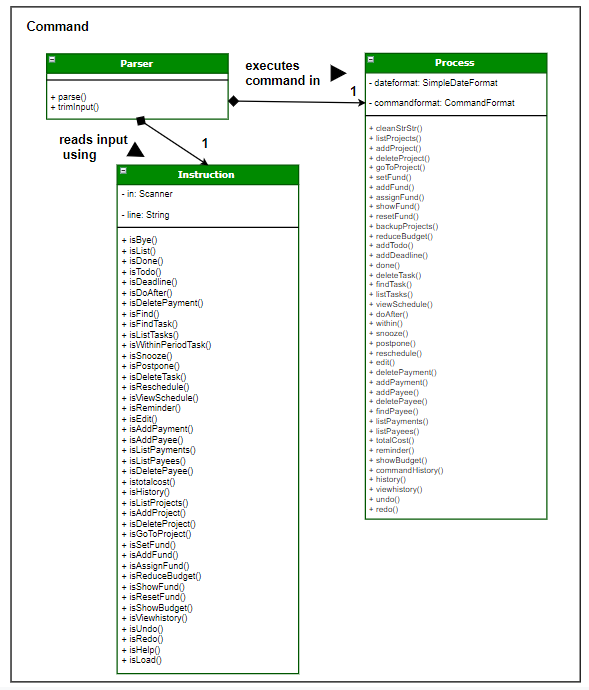 Command
Parser
+ parse()
+ trimInput()
executes
command in
1
Process
- dateformat: SimpleDateFormat
- commandformat: CommandFormat
+ cleanStrStr()
+ listProjects()
+ addProject()
+ deleteProject()
+ goToProject()
+ setFund()
+ addFund()
+ assignFund()
+ showFund()
+ resetFund()
+ backupProjects()
+ reduceBudget()
+ addTodo()
+ addDeadline()
+ done()
+ deleteTask()
+ findTask()
+ listTasks()
+ viewSchedule()
+ doAfter()
+ within()
+ snooze()
+ postpone()
+ reschedule()
+ edit()
+ deletePayment()
+ addPayment()
+ addPayee()
+ deletePayee()
+ findPayee()
+ listPayments()
+ listPayees()
+ totalCost()
+ reminder()
+ showBudget()
+ commandHistory()
+ history()
+ viewhistory()
+ undo()
+ redo()
reads input
using
1
Instruction
- in: Scanner
- line: String
+ isBye()
+ isList()
+ isDone()
+ isTodo()
+ isDeadline()
+ isDoAfter()
+ isDeletePayment()
+ isFind()
+ isFindTask()
+ isListTasks()
+ isWithinPeriodTask()
+ isSnooze()
+ isPostpone()
+ isDeleteTask()
+ isReschedule()
+ isViewSchedule()
+ isReminder()
+ isEdit()
+ isAddPayment()
+ isAddPayee()
+ isListPayments()
+ isListPayees()
+ isDeletePayee()
+ istotalcost()
+ isHistory()
+ isListProjects()
+ isAddProject()
+ isDeleteProject()
+ isGoToProject()
+ isSetFund()
+ isAddFund()
+ isAssignFund()
+ isReduceBudget()
+ isShowFund()
+ isResetFund()
+ isShowBudget()
+ isViewhistory()
+ isUndo()
+ isRedo()
+ isHelp()
+ isLoad()